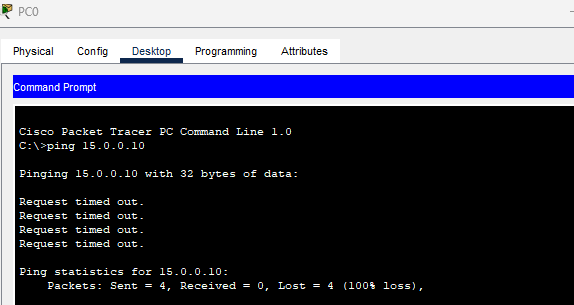 PC0
Physical Config Desktop Programming Attributes
Command Prompt
Cisco Packet Tracer PC Command Line 1.0
C:\>ping 15.0.0.10
Pinging 15.0.0.10 with 32 bytes of data:
Request timed out.
Request timed out.
Request timed out.
Request timed out.
Ping statistics for 15.0.0.10:
Packets: Sent = 4, Received = 0, Lost = 4 (100% loss),